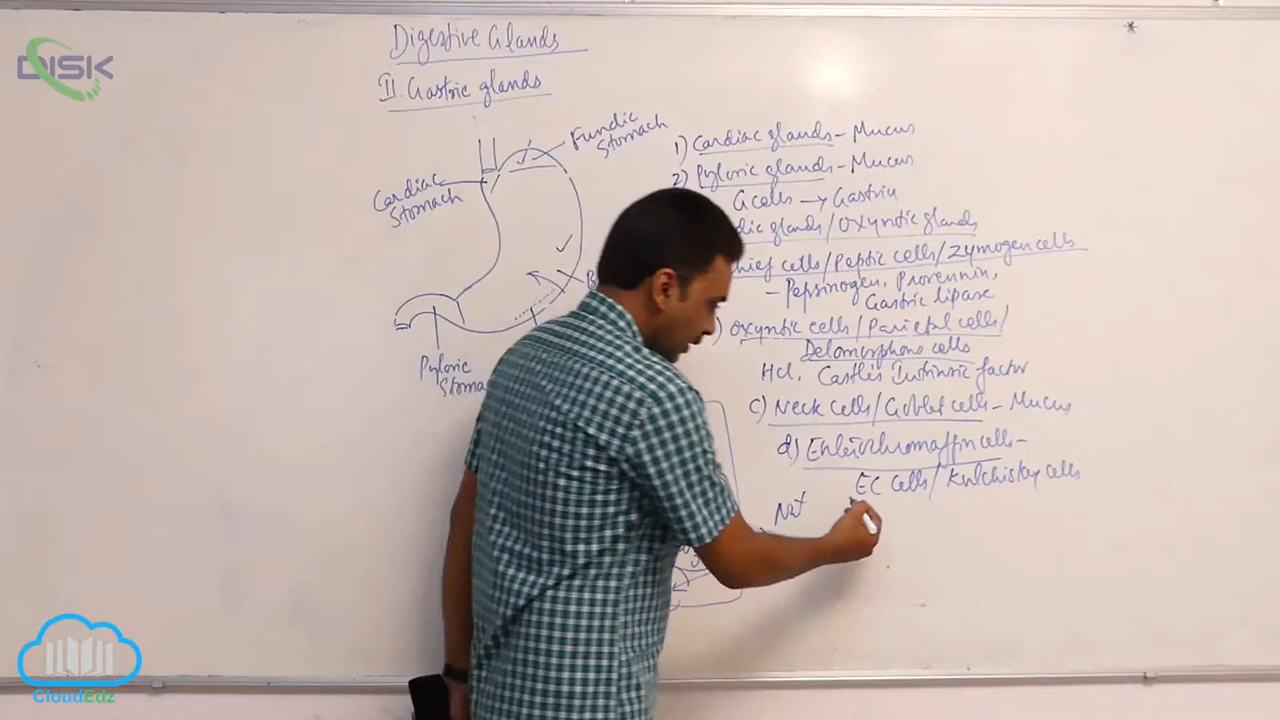 DISK
Digestive Glands
II. Gastric glands
Fundic
Stomach
Cardiac
Stomach
Pyloric
Stoma
1) Cardiac glands - Mucus
2) Pyloric glands - Mucus
G cells → Gastrin
dic glands/Oxyntic glands
hief cells/Peptic cells/Zymogen cells
- Pepsinogen, Prorennin,
Gastric lipase
) Oxyntic cells/Parietal cells/
Delomorphous cells
Hcl, Castle's Intrinsic factor
c) Neck cells/Goblet cells - Mucus
d) Enterochromaffin cells -
EC Cells/Kulchisky cells
Na+
CloudEdz